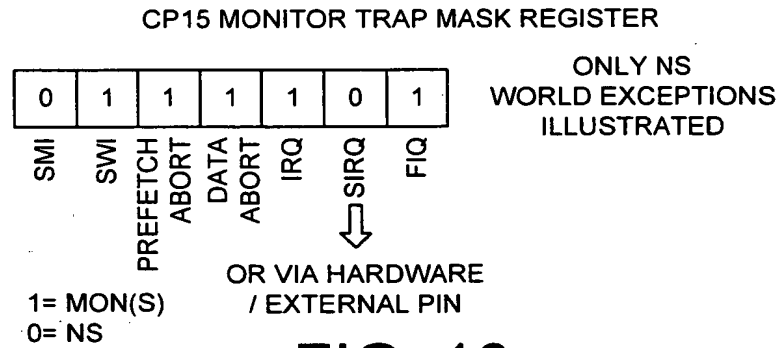 CP15 MONITOR TRAP MASK REGISTER
0 1 1 1 1 0 1
ONLY NS
WORLD EXCEPTIONS
ILLUSTRATED
SMI
SWI
PREFETCH
ABORT
DATA
ABORT
IRQ
SIRQ
FIQ
OR VIA HARDWARE
/ EXTERNAL PIN
1= MON(S)
0= NS